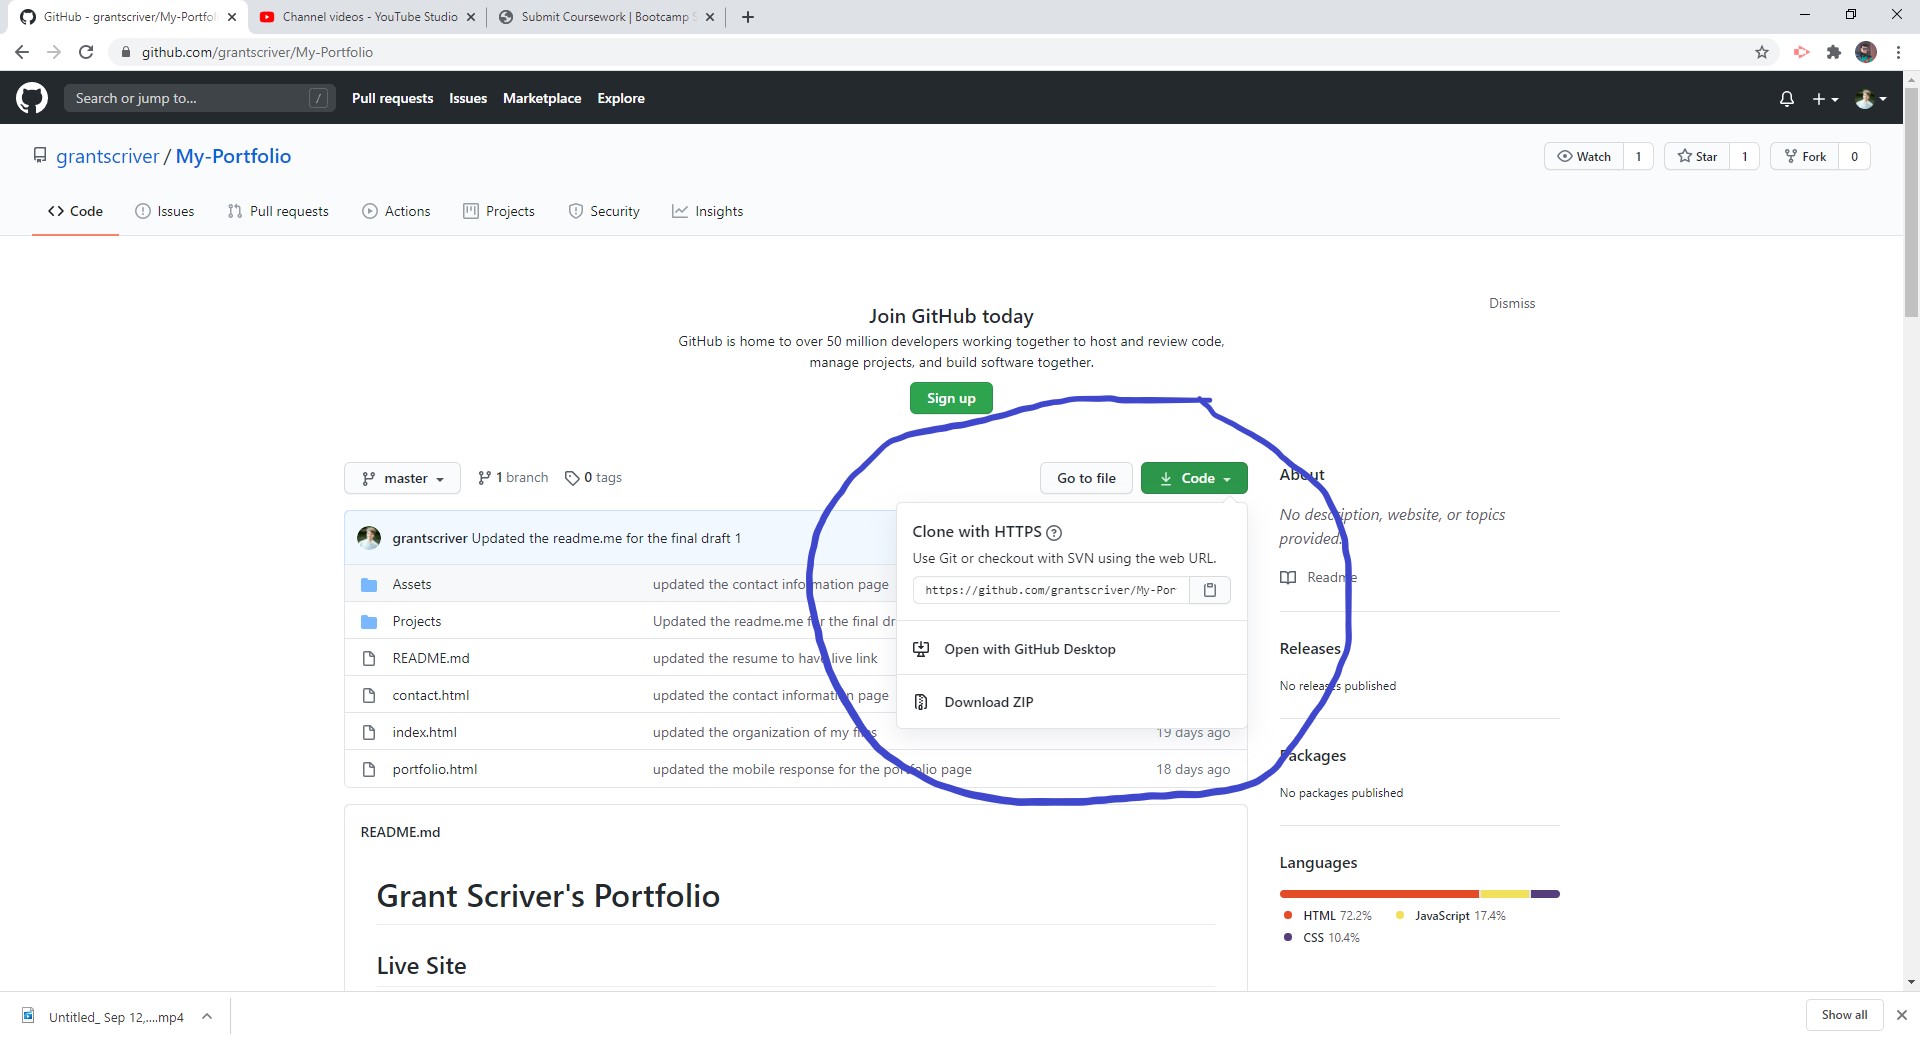 GitHub - grantscriver/My-Portfol
Channel videos - YouTube Studio
Submit Coursework | Bootcamp S
github.com/grantscriver/My-Portfolio
Search or jump to... /
Pull requests Issues Marketplace Explore
grantscriver / My-Portfolio
Watch 1 Star 1 Fork 0
Code Issues Pull requests Actions Projects Security Insights
Dismiss
Join GitHub today
GitHub is home to over 50 million developers working together to host and review code,
manage projects, and build software together.
Sign up
master 1 branch 0 tags Go to file Code
grantscriver Updated the readme.me for the final draft 1
Assets updated the contact information page
Projects Updated the readme.me for the final dr
README.md updated the resume to have live link
contact.html updated the contact information page
index.html updated the organization of my files 19 days ago
portfolio.html updated the mobile response for the portfolio page 18 days ago
Clone with HTTPS
Use Git or checkout with SVN using the web URL.
https://github.com/grantscriver/My-Por
Open with GitHub Desktop
Download ZIP
About
No description, website, or topics
provided.
Readme
Releases
No releases published
Packages
No packages published
Languages
HTML 72.2% JavaScript 17.4%
CSS 10.4%
README.md
Grant Scriver's Portfolio
Live Site
Untitled_ Sep 12,....mp4
Show all